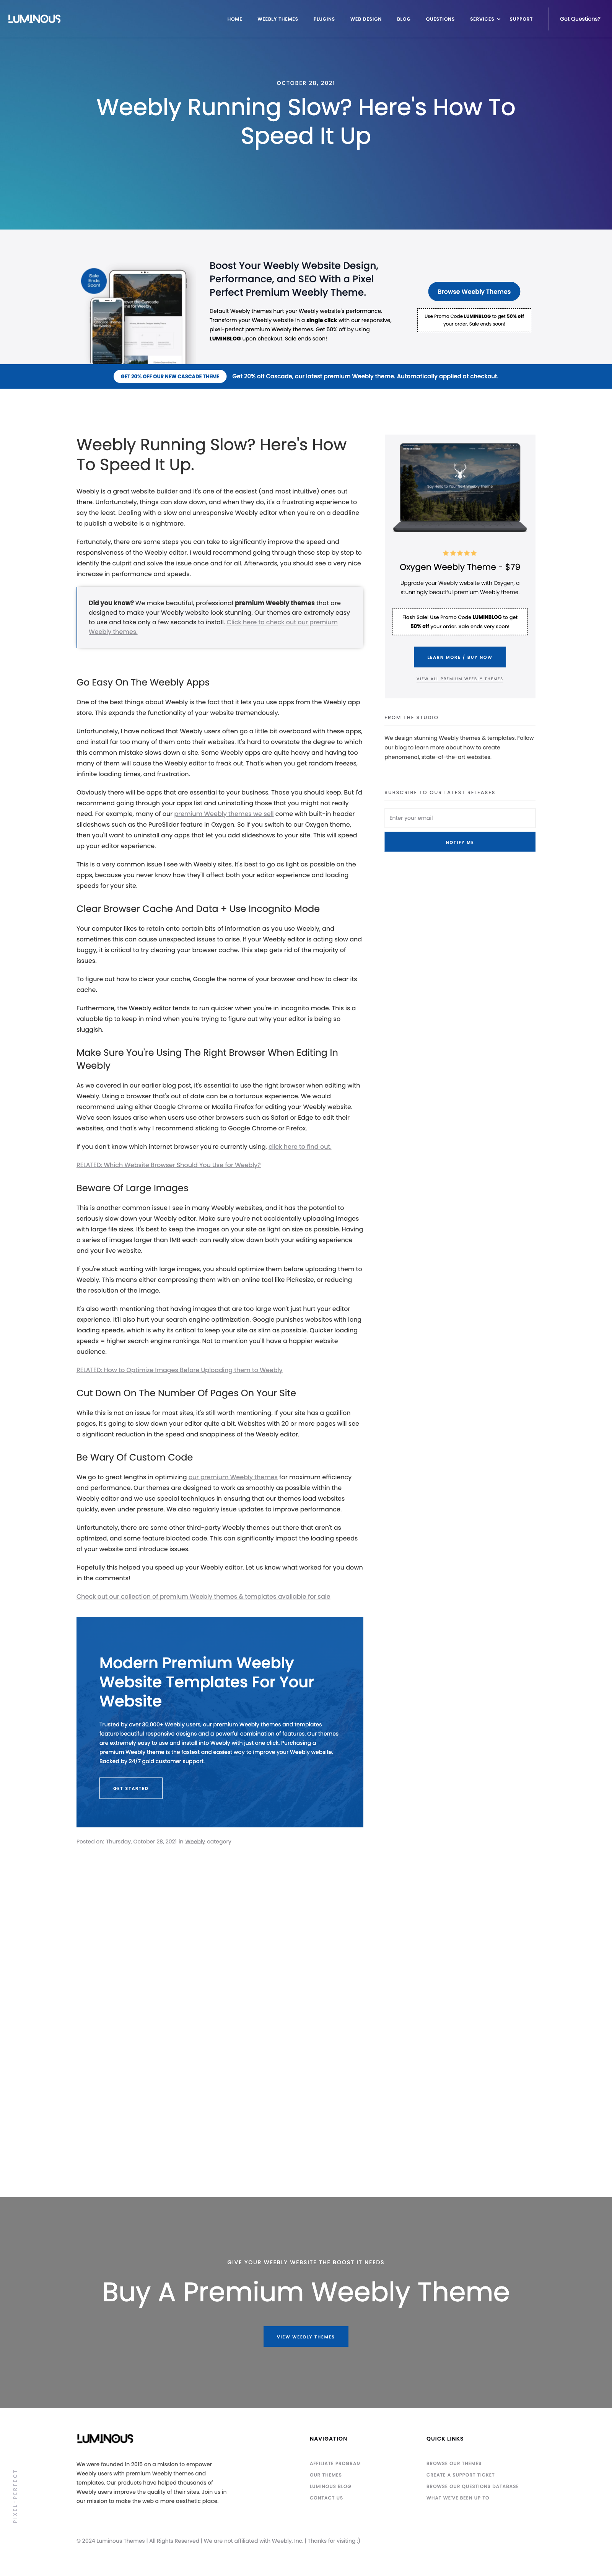 LUMINOUS
HOME WEEBLY THEMES PLUGINS WEB DESIGN BLOG QUESTIONS SERVICES SUPPORT Got Questions?
OCTOBER 28, 2021
Weebly Running Slow? Here's How To
Speed It Up
Sale
Ends
Soon!
Boost Your Weebly Website Design,
Performance, and SEO With a Pixel
Perfect Premium Weebly Theme.
Default Weebly themes hurt your Weebly website's performance.
Transform your Weebly website in a single click with our responsive,
pixel-perfect premium Weebly themes. Get 50% off by using
LUMINBLOG upon checkout. Sale ends soon!
Browse Weebly Themes
Use Promo Code LUMINBLOG to get 50% off
your order. Sale ends soon!
GET 20% OFF OUR NEW CASCADE THEME Get 20% off Cascade, our latest premium Weebly theme. Automatically applied at checkout.
Weebly Running Slow? Here's How
To Speed It Up.
Weebly is a great website builder and it's one of the easiest (and most intuitive) ones out
there. Unfortunately, things can slow down, and when they do, it's a frustrating experience to
say the least. Dealing with a slow and unresponsive Weebly editor when you're on a deadline
to publish a website is a nightmare.
Fortunately, there are some steps you can take to significantly improve the speed and
responsiveness of the Weebly editor. I would recommend going through these step by step to
identify the culprit and solve the issue once and for all. Afterwards, you should see a very nice
increase in performance and speeds.
Did you know? We make beautiful, professional premium Weebly themes that are
designed to make your Weebly website look stunning. Our themes are extremely easy
to use and take only a few seconds to install. Click here to check out our premium
Weebly themes.
Go Easy On The Weebly Apps
One of the best things about Weebly is the fact that it lets you use apps from the Weebly app
store. This expands the functionality of your website tremendously.
Unfortunately, I have noticed that Weebly users often go a little bit overboard with these apps,
and install far too many of them onto their websites. It's hard to overstate the degree to which
this common mistake slows down a site. Some Weebly apps are quite heavy and having too
many of them will cause the Weebly editor to freak out. That's when you get random freezes,
infinite loading times, and frustration.
Obviously there will be apps that are essential to your business. Those you should keep. But I'd
recommend going through your apps list and uninstalling those that you might not really
need. For example, many of our premium Weebly themes we sell come with built-in header
slideshows such as the PureSlider feature in Oxygen. So if you switch to our Oxygen theme,
then you'll want to uninstall any apps that let you add slideshows to your site. This will speed
up your editor experience.
This is a very common issue I see with Weebly sites. It's best to go as light as possible on the
apps, because you never know how they'll affect both your editor experience and loading
speeds for your site.
Clear Browser Cache And Data + Use Incognito Mode
Your computer likes to retain onto certain bits of information as you use Weebly, and
sometimes this can cause unexpected issues to arise. If your Weebly editor is acting slow and
buggy, it is critical to try clearing your browser cache. This step gets rid of the majority of
issues.
To figure out how to clear your cache, Google the name of your browser and how to clear its
cache.
Furthermore, the Weebly editor tends to run quicker when you're in incognito mode. This is a
valuable tip to keep in mind when you're trying to figure out why your editor is being so
sluggish.
Make Sure You're Using The Right Browser When Editing In
Weebly
As we covered in our earlier blog post, it's essential to use the right browser when editing with
Weebly. Using a browser that's out of date can be a torturous experience. We would
recommend using either Google Chrome or Mozilla Firefox for editing your Weebly website.
We've seen issues arise when users use other browsers such as Safari or Edge to edit their
websites, and that's why I recommend sticking to Google Chrome or Firefox.
If you don't know which internet browser you're currently using, click here to find out.
RELATED: Which Website Browser Should You Use for Weebly?
Beware Of Large Images
This is another common issue I see in many Weebly websites, and it has the potential to
seriously slow down your Weebly editor. Make sure you're not accidentally uploading images
with large file sizes. It's best to keep the images on your site as light on size as possible. Having
a series of images larger than 1MB each can really slow down both your editing experience
and your live website.
If you're stuck working with large images, you should optimize them before uploading them to
Weebly. This means either compressing them with an online tool like PicResize, or reducing
the resolution of the image.
It's also worth mentioning that having images that are too large won't just hurt your editor
experience. It'll also hurt your search engine optimization. Google punishes websites with long
loading speeds, which is why its critical to keep your site as slim as possible. Quicker loading
speeds = higher search engine rankings. Not to mention you'll have a happier website
audience.
RELATED: How to Optimize Images Before Uploading them to Weebly
Cut Down On The Number Of Pages On Your Site
While this is not an issue for most sites, it's still worth mentioning. If your site has a gazillion
pages, it's going to slow down your editor quite a bit. Websites with 20 or more pages will see
a significant reduction in the speed and snappiness of the Weebly editor.
Be Wary Of Custom Code
We go to great lengths in optimizing our premium Weebly themes for maximum efficiency
and performance. Our themes are designed to work as smoothly as possible within the
Weebly editor and we use special techniques in ensuring that our themes load websites
quickly, even under pressure. We also regularly issue updates to improve performance.
Unfortunately, there are some other third-party Weebly themes out there that aren't as
optimized, and some feature bloated code. This can significantly impact the loading speeds
of your website and introduce issues.
Hopefully this helped you speed up your Weebly editor. Let us know what worked for you down
in the comments!
Check out our collection of premium Weebly themes & templates available for sale
Modern Premium Weebly
Website Templates For Your
Website
Trusted by over 30,000+ Weebly users, our premium Weebly themes and templates
feature beautiful responsive designs and a powerful combination of features. Our themes
are extremely easy to use and install into Weebly with just one click. Purchasing a
premium Weebly theme is the fastest and easiest way to improve your Weebly website.
Backed by 24/7 gold customer support.
GET STARTED
Posted on: Thursday, October 28, 2021 in Weebly category
Oxygen Weebly Theme - $79
Upgrade your Weebly website with Oxygen, a
stunningly beautiful premium Weebly theme.
Flash Sale! Use Promo Code LUMINBLOG to get
50% off your order. Sale ends very soon!
LEARN MORE / BUY NOW
VIEW ALL PREMIUM WEEBLY THEMES
FROM THE STUDIO
We design stunning Weebly themes & templates. Follow
our blog to learn more about how to create
phenomenal, state-of-the-art websites.
SUBSCRIBE TO OUR LATEST RELEASES
Enter your email
NOTIFY ME
GIVE YOUR WEEBLY WEBSITE THE BOOST IT NEEDS
Buy A Premium Weebly Theme
VIEW WEEBLY THEMES
PIXEL-PERFECT
LUMINOUS
We were founded in 2015 on a mission to empower
Weebly users with premium Weebly themes and
templates. Our products have helped thousands of
Weebly users improve the quality of their sites. Join us in
our mission to make the web a more aesthetic place.
NAVIGATION
AFFILIATE PROGRAM
OUR THEMES
LUMINOUS BLOG
CONTACT US
QUICK LINKS
BROWSE OUR THEMES
CREATE A SUPPORT TICKET
BROWSE OUR QUESTIONS DATABASE
WHAT WE'VE BEEN UP TO
© 2024 Luminous Themes | All Rights Reserved | We are not affiliated with Weebly, Inc. | Thanks for visiting :)